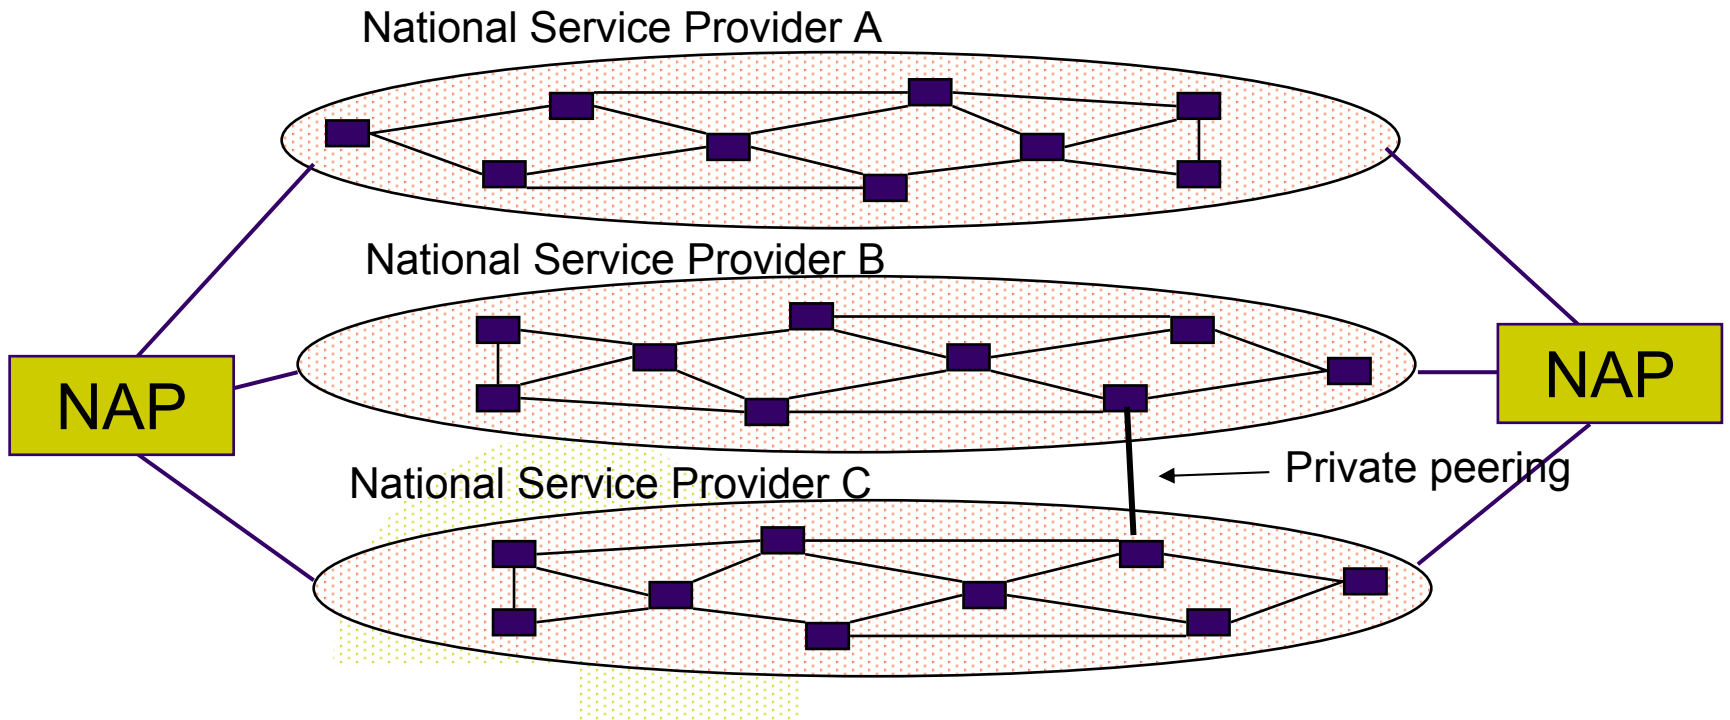 National Service Provider A
National Service Provider B
NAP
NAP
National Service Provider C
Private peering